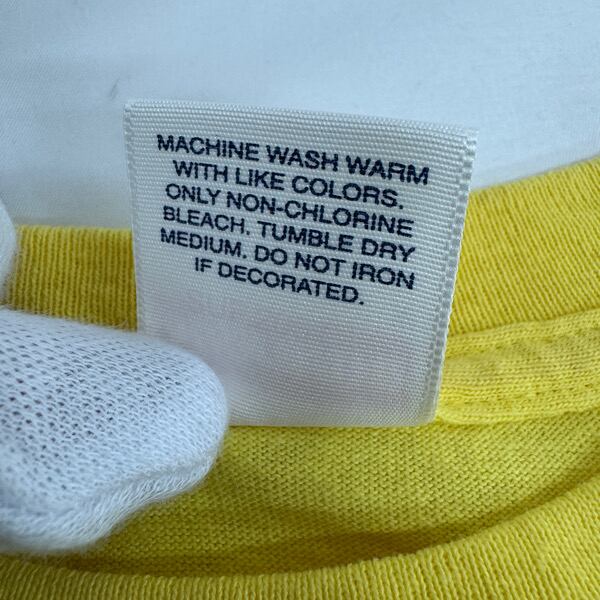 MACHINE WASH WARM
WITH LIKE COLORS.
ONLY NON-CHLORINE
BLEACH. TUMBLE DRY
MEDIUM. DO NOT IRON
IF DECORATED.